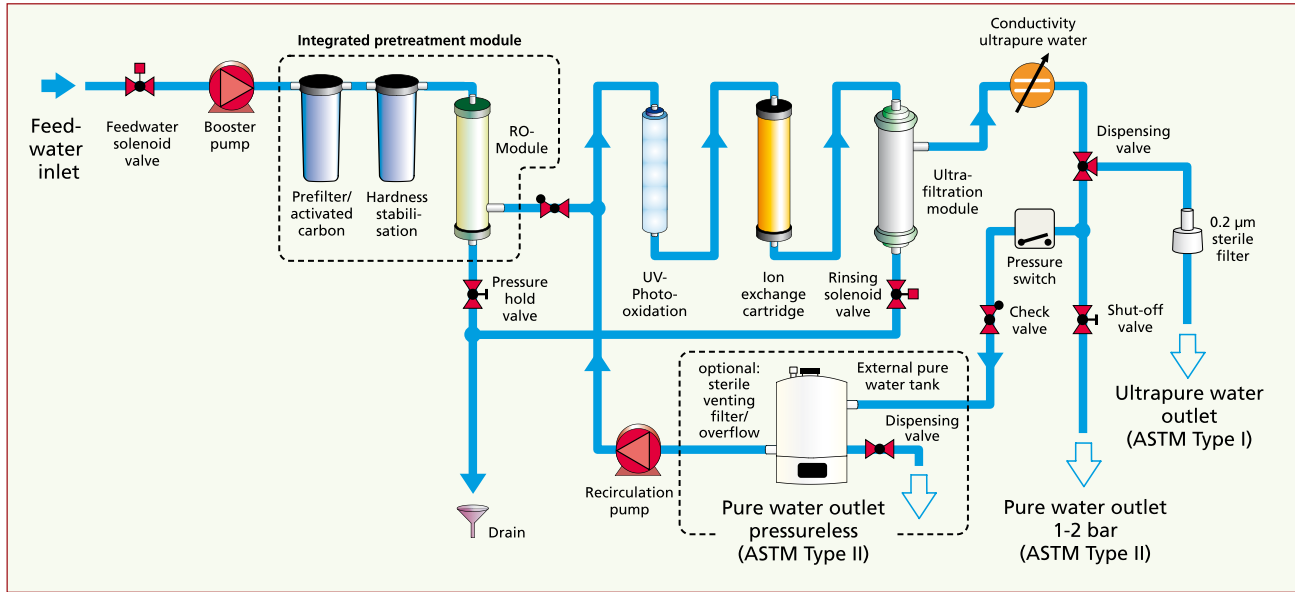 Conductivity
ultrapure water
Integrated pretreatment module
Feed-
water
inlet
Feedwater
solenoid
valve
Booster
pump
RO-
Module
Prefilter/
activated
carbon
Hardness
stabili-
sation
Dispensing
valve
Ultra-
filtration
module
0.2 µm
sterile
filter
Pressure
switch
Pressure
hold
valve
UV-
Photo-
oxidation
Ion
exchange
cartridge
Rinsing
solenoid
valve
Check
valve
Shut-off
valve
optional:
sterile
venting
filter/
overflow
External pure
water tank
Dispensing
valve
Ultrapure water
outlet
(ASTM Type I)
Recirculation
pump
Drain
Pure water outlet
pressureless
(ASTM Type II)
Pure water outlet
1-2 bar
(ASTM Type II)